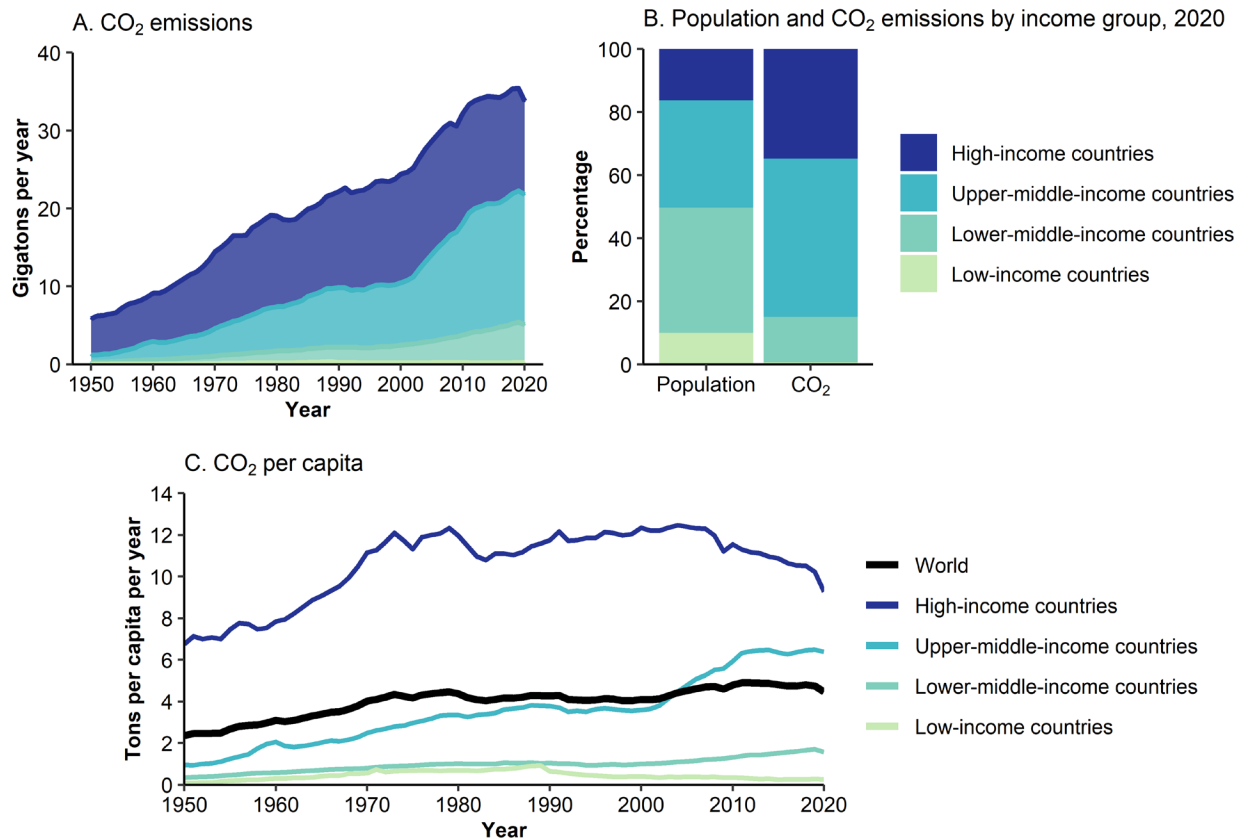 A. CO₂ emissions
Gigatons per year
40
30
20
10
0
1950 1960 1970 1980 1990 2000 2010 2020
Year
B. Population and CO₂ emissions by income group, 2020
Percentage
100
80
60
40
20
0
Population CO₂
High-income countries
Upper-middle-income countries
Lower-middle-income countries
Low-income countries
C. CO₂ per capita
Tons per capita per year
14
12
10
8
6
4
2
0
1950 1960 1970 1980 1990 2000 2010 2020
Year
World
High-income countries
Upper-middle-income countries
Lower-middle-income countries
Low-income countries